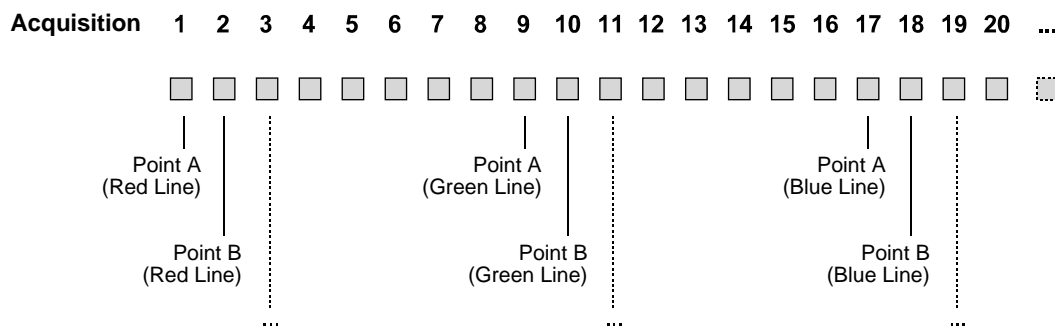 Acquisition 1 2 3 4 5 6 7 8 9 10 11 12 13 14 15 16 17 18 19 20 ...
Point A
(Red Line)
Point A
(Green Line)
Point A
(Blue Line)
Point B
(Red Line)
Point B
(Green Line)
Point B
(Blue Line)
... ... ...